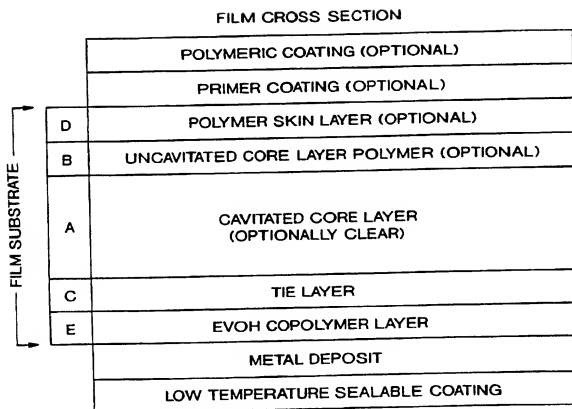 FILM CROSS SECTION
POLYMERIC COATING (OPTIONAL)
PRIMER COATING (OPTIONAL)
D POLYMER SKIN LAYER (OPTIONAL)
B UNCAVITATED CORE LAYER POLYMER (OPTIONAL)
A CAVITATED CORE LAYER
(OPTIONALLY CLEAR)
C TIE LAYER
E EVOH COPOLYMER LAYER
METAL DEPOSIT
LOW TEMPERATURE SEALABLE COATING
FILM SUBSTRATE